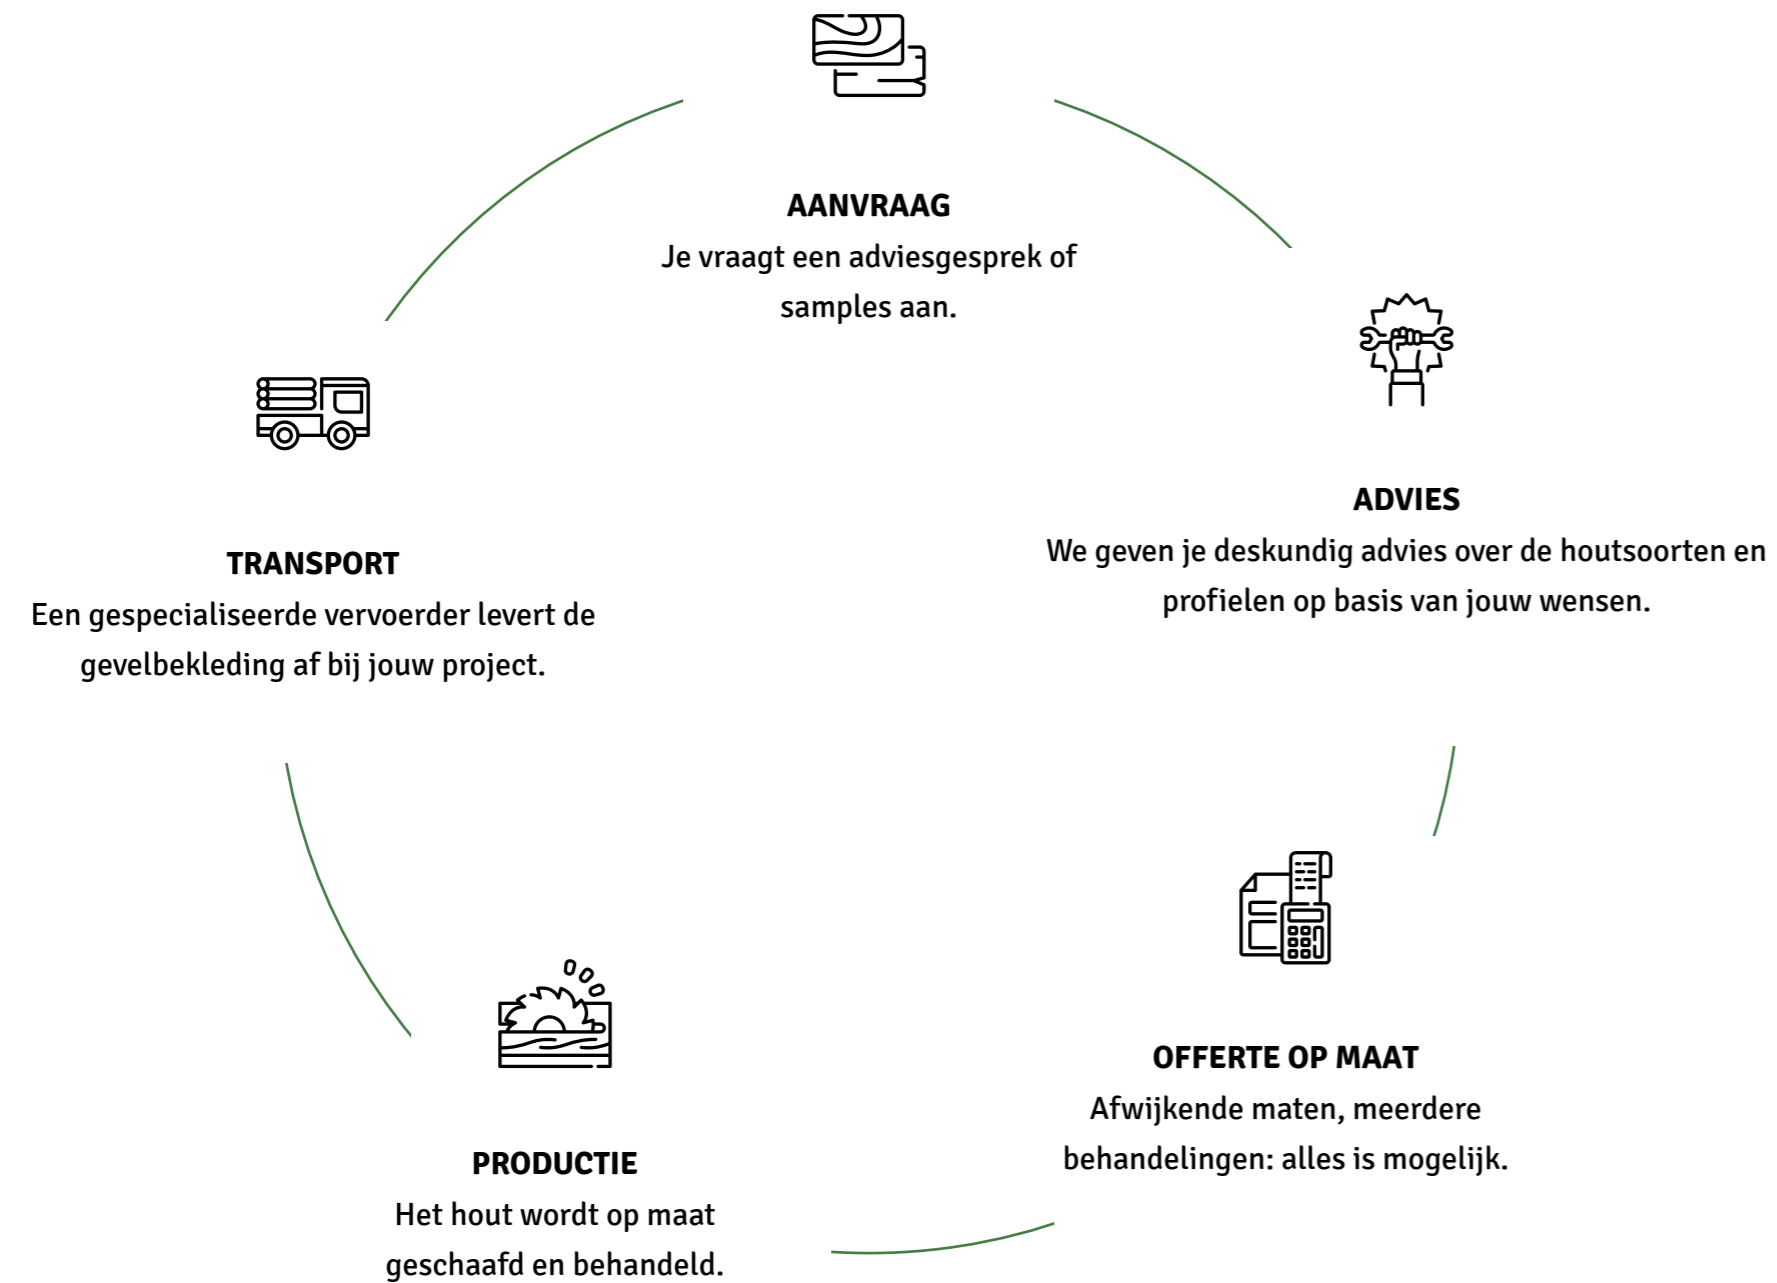 AANVRAAG
Je vraagt een adviesgesprek of
samples aan.
ADVIES
We geven je deskundig advies over de houtsoorten en
profielen op basis van jouw wensen.
OFFERTE OP MAAT
Afwijkende maten, meerdere
behandelingen: alles is mogelijk.
PRODUCTIE
Het hout wordt op maat
geschaafd en behandeld.
TRANSPORT
Een gespecialiseerde vervoerder levert de
gevelbekleding af bij jouw project.